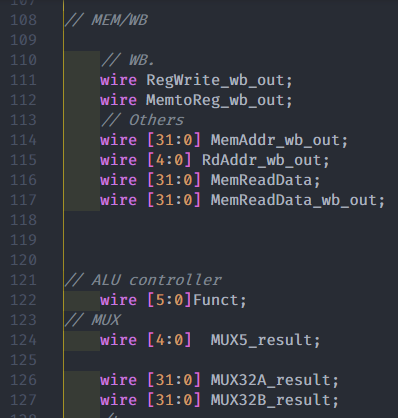 107
108 // MEM/WB
109
110 // WB.
111 wire RegWrite_wb_out;
112 wire MemtoReg_wb_out;
113 // Others
114 wire [31:0] MemAddr_wb_out;
115 wire [4:0] RdAddr_wb_out;
116 wire [31:0] MemReadData;
117 wire [31:0] MemReadData_wb_out;
118
119
120
121 // ALU controller
122 wire [5:0]Funct;
123 // MUX
124 wire [4:0]  MUX5_result;
125
126 wire [31:0] MUX32A_result;
127 wire [31:0] MUX32B_result;